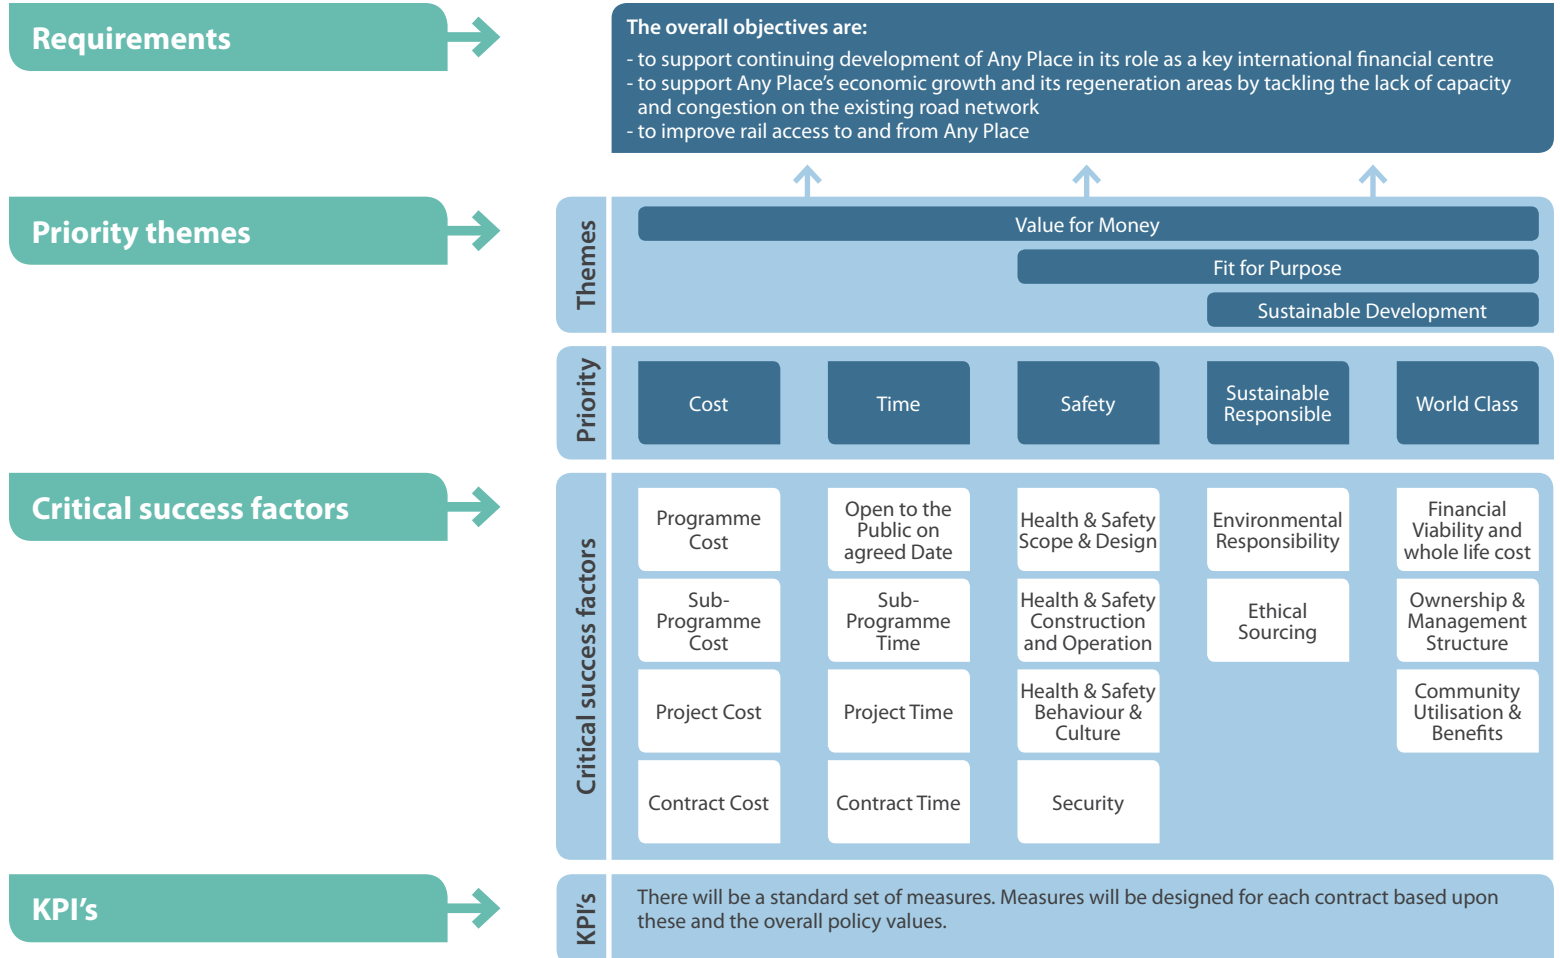 Requirements
The overall objectives are:
- to support continuing development of Any Place in its role as a key international financial centre
- to support Any Place’s economic growth and its regeneration areas by tackling the lack of capacity
and congestion on the existing road network
- to improve rail access to and from Any Place
Priority themes
Themes
Value for Money
Fit for Purpose
Sustainable Development
Priority
Cost
Time
Safety
Sustainable
Responsible
World Class
Critical success factors
Critical success factors
Programme
Cost
Open to the
Public on
agreed Date
Health & Safety
Scope & Design
Environmental
Responsibility
Financial
Viability and
whole life cost
Sub-
Programme
Cost
Sub-
Programme
Time
Health & Safety
Construction
and Operation
Ethical
Sourcing
Ownership &
Management
Structure
Project Cost
Project Time
Health & Safety
Behaviour &
Culture
Community
Utilisation &
Benefits
Contract Cost
Contract Time
Security
KPI’s
KPI’s
There will be a standard set of measures. Measures will be designed for each contract based upon
these and the overall policy values.